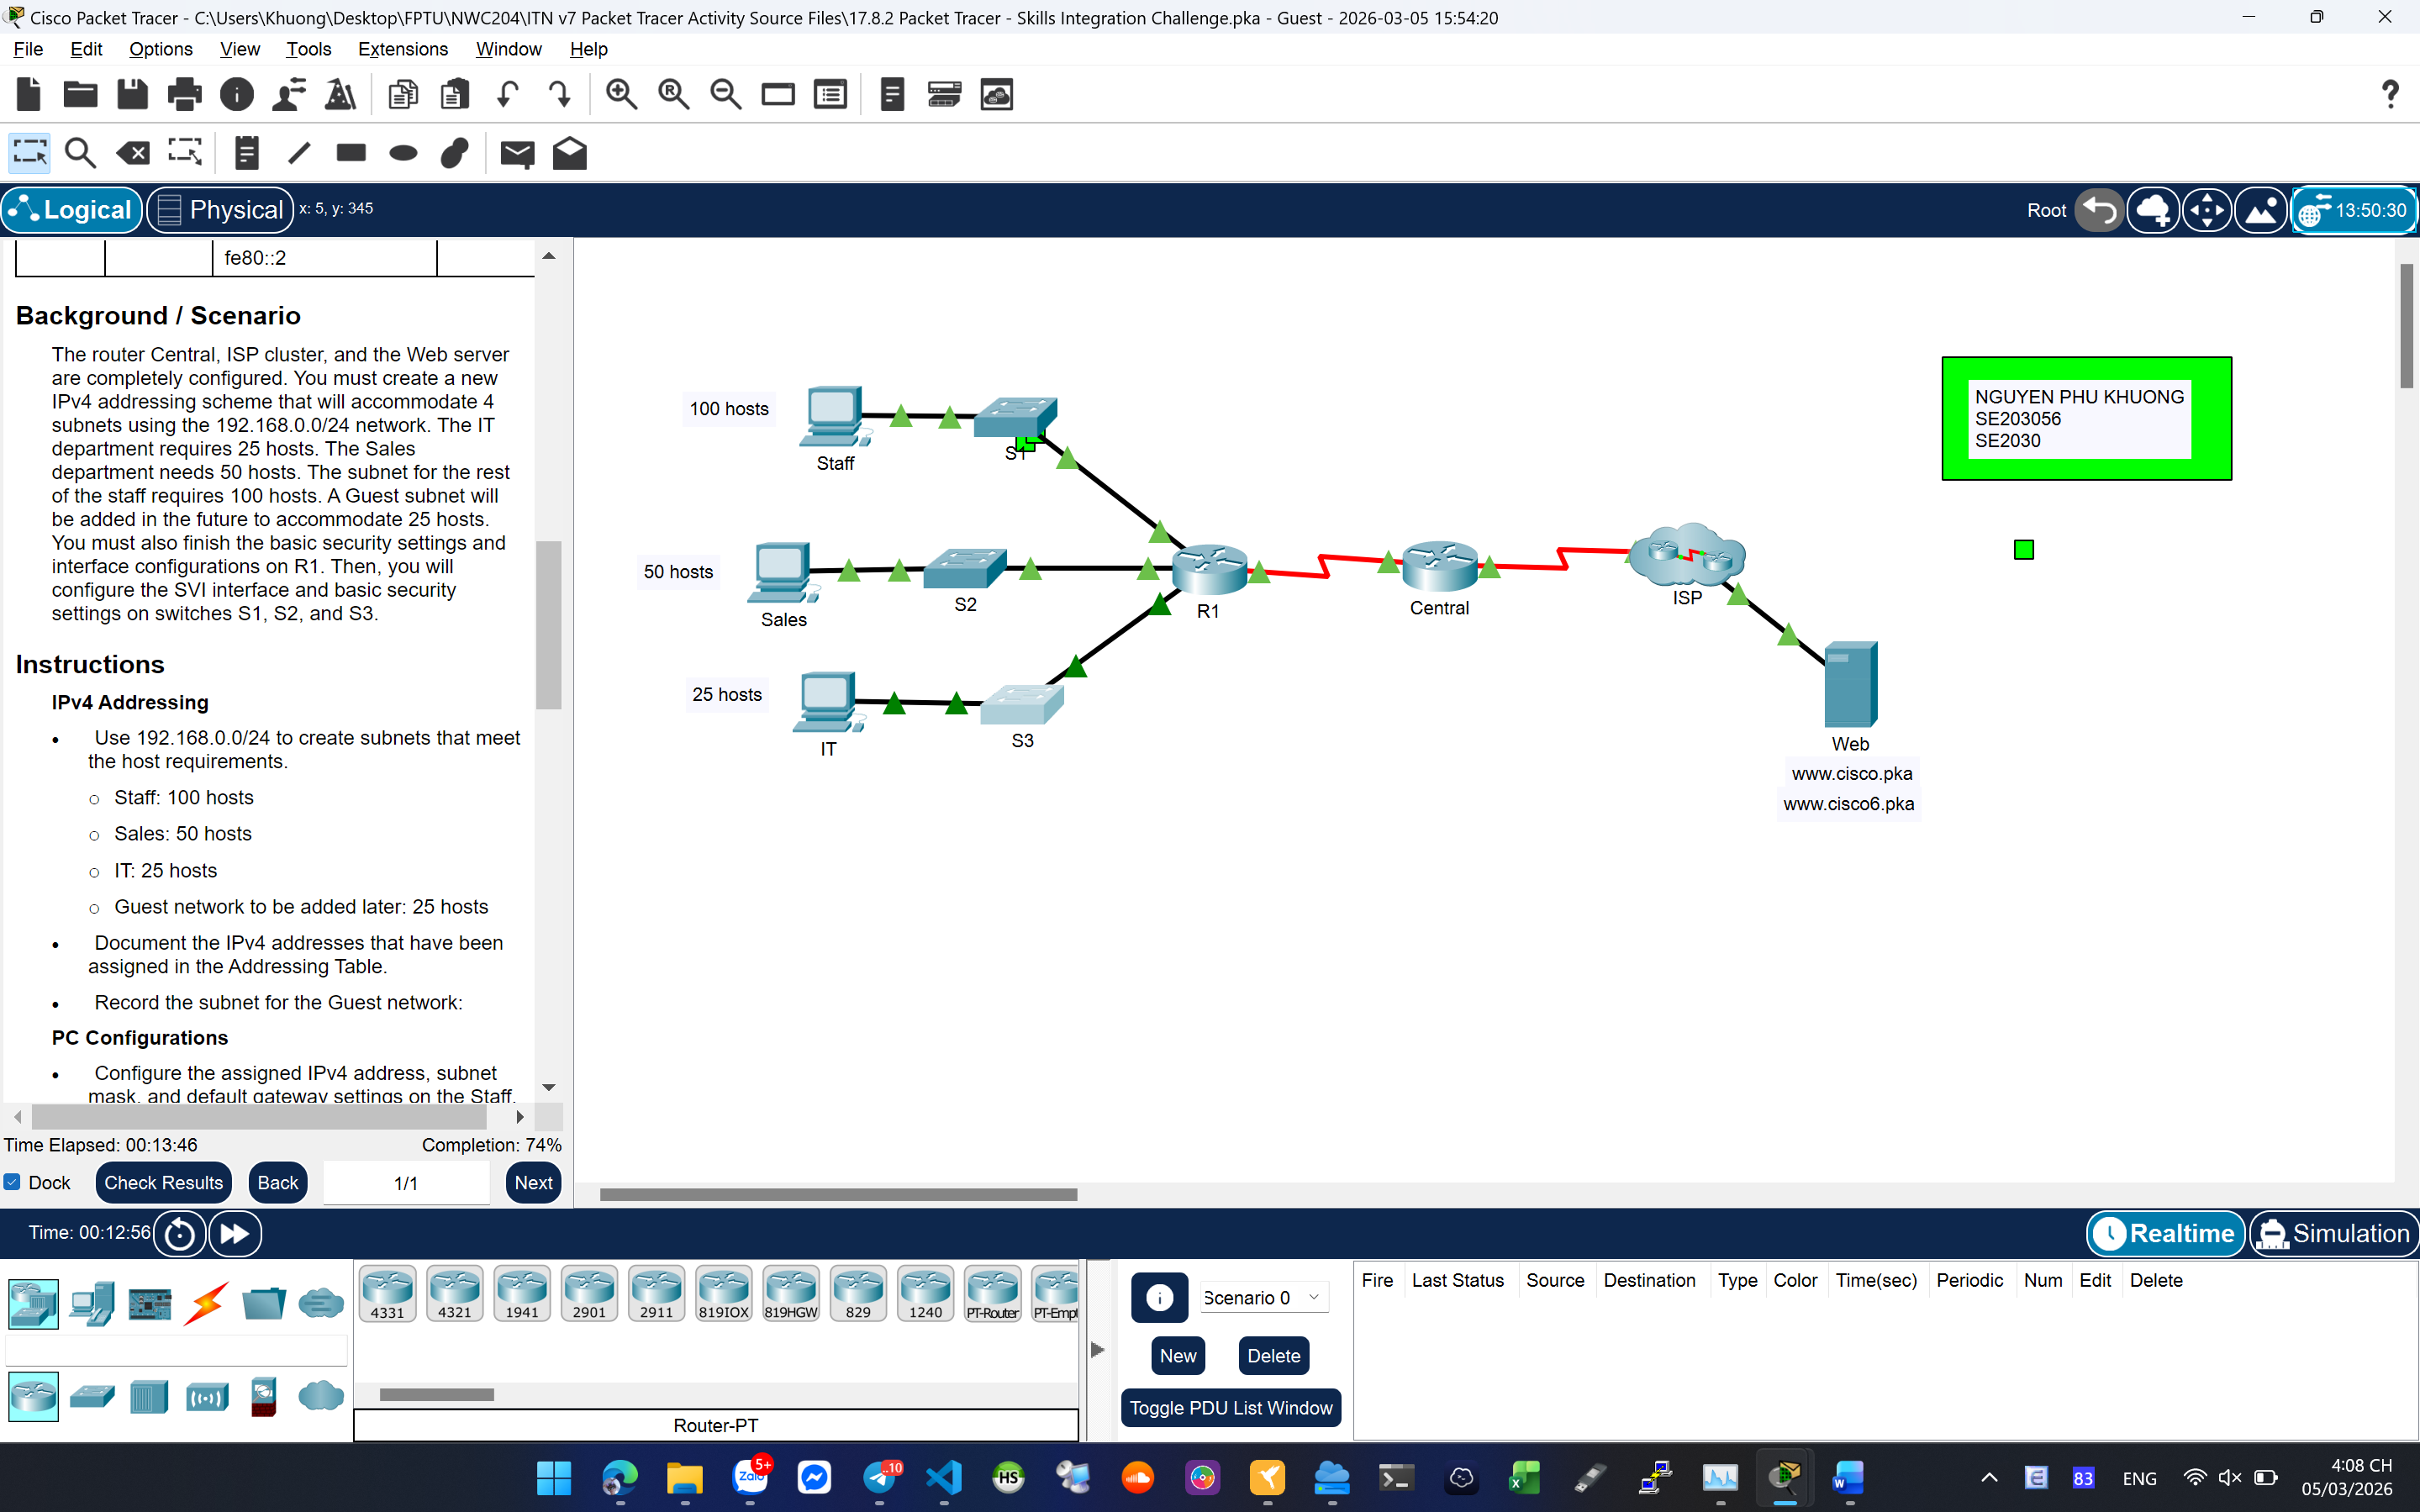 Cisco Packet Tracer - C:\Users\Khuong\Desktop\FPTU\NWC204\ITN v7 Packet Tracer Activity Source Files\17.8.2 Packet Tracer - Skills Integration Challenge.pka - Guest - 2026-03-05 15:54:20
File Edit Options View Tools Extensions Window Help
Logical Physical x: 5, y: 345
Root 13:50:30
fe80::2
Background / Scenario
The router Central, ISP cluster, and the Web server
are completely configured. You must create a new
IPv4 addressing scheme that will accommodate 4
subnets using the 192.168.0.0/24 network. The IT
department requires 25 hosts. The Sales
department needs 50 hosts. The subnet for the rest
of the staff requires 100 hosts. A Guest subnet will
be added in the future to accommodate 25 hosts.
You must also finish the basic security settings and
interface configurations on R1. Then, you will
configure the SVI interface and basic security
settings on switches S1, S2, and S3.
Instructions
IPv4 Addressing
• Use 192.168.0.0/24 to create subnets that meet
the host requirements.
o Staff: 100 hosts
o Sales: 50 hosts
o IT: 25 hosts
o Guest network to be added later: 25 hosts
• Document the IPv4 addresses that have been
assigned in the Addressing Table.
• Record the subnet for the Guest network:
PC Configurations
• Configure the assigned IPv4 address, subnet
mask, and default gateway settings on the Staff,
Time Elapsed: 00:13:46 Completion: 74%
Dock Check Results Back 1/1 Next
100 hosts
Staff
S1
50 hosts
Sales
S2
R1
Central
ISP
25 hosts
IT
S3
Web
www.cisco.pka
www.cisco6.pka
NGUYEN PHU KHUONG
SE203056
SE2030
Time: 00:12:56
Realtime Simulation
4331 4321 1941 2901 2911 819IOX 819HGW 829 1240 PT-Router PT-Empt
Router-PT
Scenario 0
New Delete
Toggle PDU List Window
Fire Last Status Source Destination Type Color Time(sec) Periodic Num Edit Delete
5+
Zalo
..10
HS
83
ENG
4:08 CH
05/03/2026